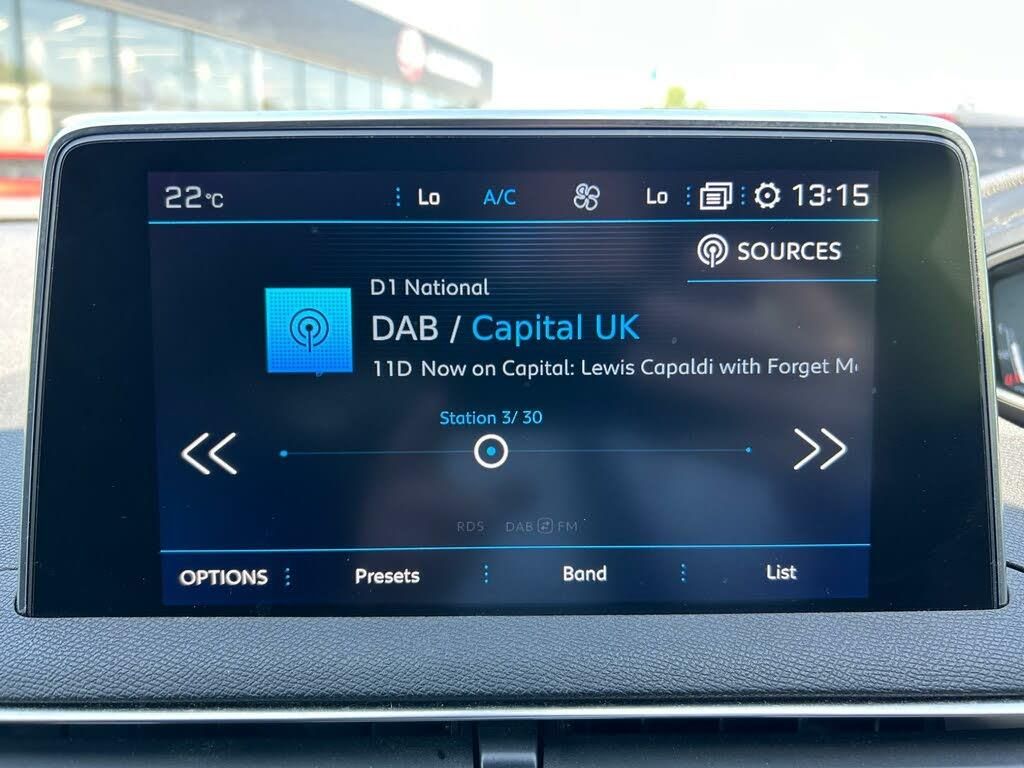 22°C Lo A/C Lo 13:15
SOURCES
D1 National
DAB / Capital UK
11D Now on Capital: Lewis Capaldi with Forget M
Station 3/30
RDS DAB FM
OPTIONS Presets Band List